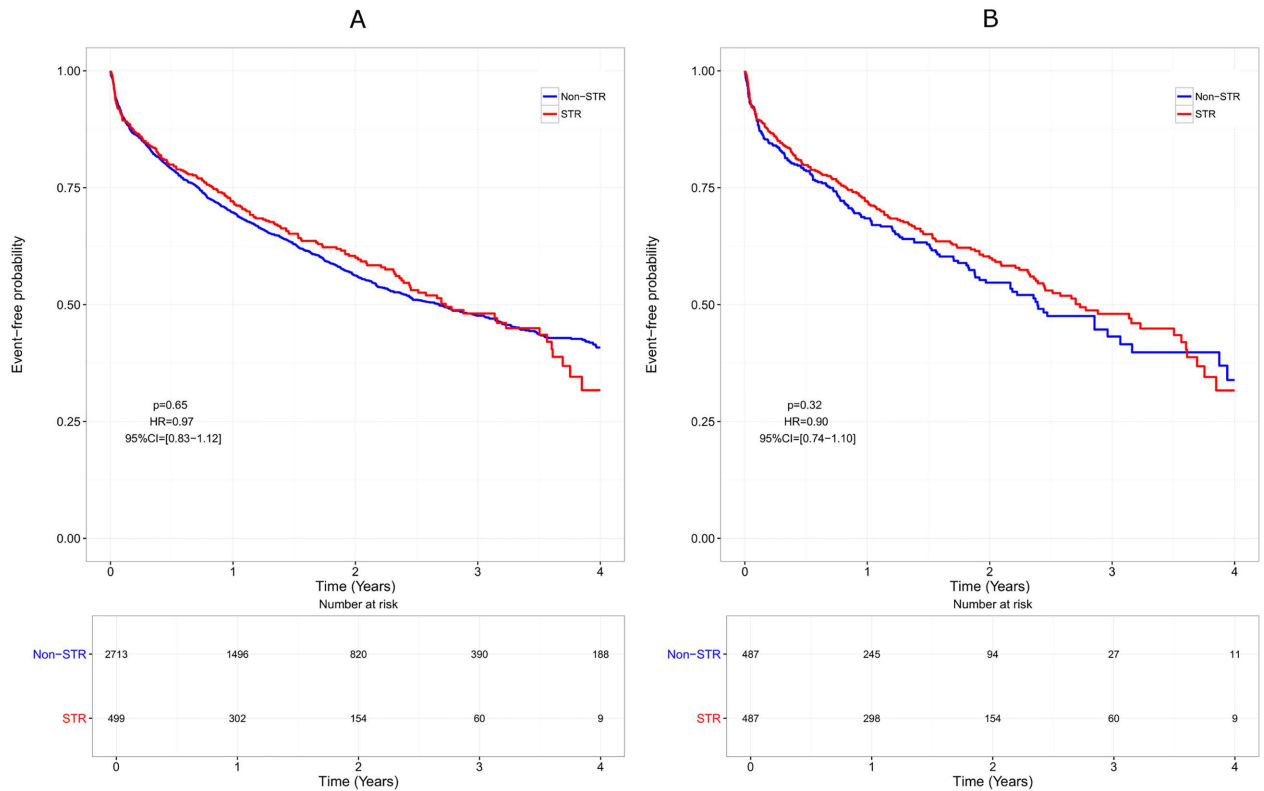 A
1.00
0.75
0.50
0.25
0.00
Event-free probability
Non−STR
STR
p=0.65
HR=0.97
95%CI=[0.83−1.12]
0 1 2 3 4
Time (Years)
Number at risk
Non−STR 2713 1496 820 390 188
STR 499 302 154 60 9
0 1 2 3 4
Time (Years)
B
1.00
0.75
0.50
0.25
0.00
Event-free probability
Non−STR
STR
p=0.32
HR=0.90
95%CI=[0.74−1.10]
0 1 2 3 4
Time (Years)
Number at risk
Non−STR 487 245 94 27 11
STR 487 298 154 60 9
0 1 2 3 4
Time (Years)